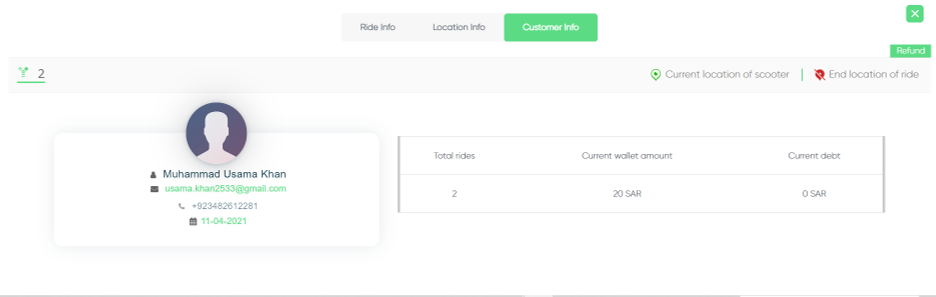 Ride Info Location Info Customer Info
Refund
2 Current location of scooter End location of ride
Muhammad Usama Khan
usama.khan2533@gmail.com
+923482612281
11-04-2021
Total rides Current wallet amount Current debt
2 20 SAR 0 SAR